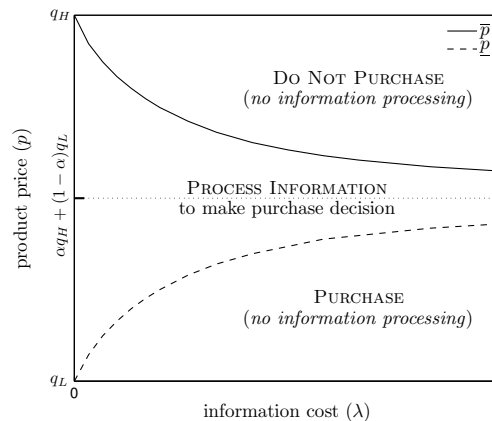 q_H
p̅
p̲
DO NOT PURCHASE
(no information processing)
product price (p)
αq_H + (1 − α)q_L
PROCESS INFORMATION
to make purchase decision
PURCHASE
(no information processing)
q_L
0
information cost (λ)